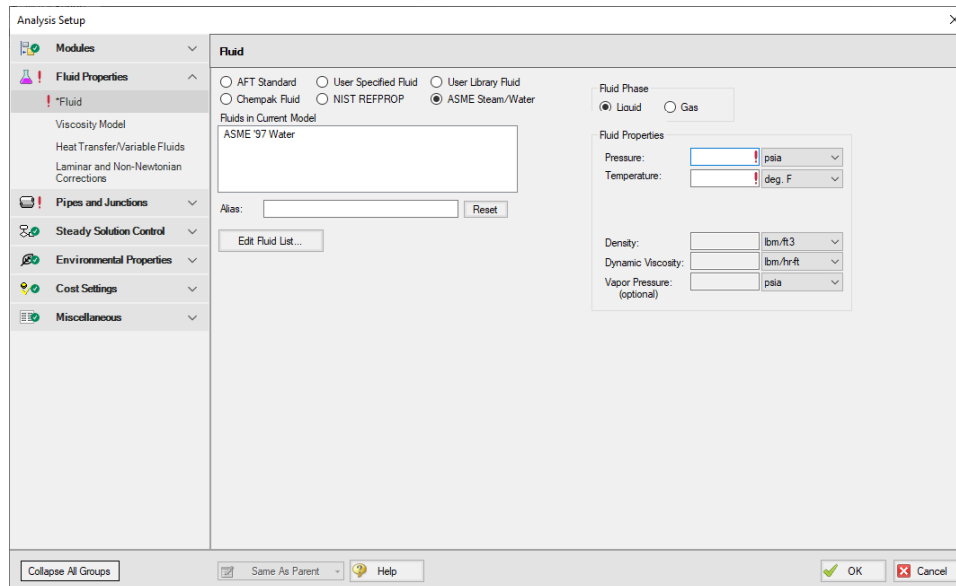 Analysis Setup
Modules
Fluid Properties
*Fluid
Viscosity Model
Heat Transfer/Variable Fluids
Laminar and Non-Newtonian
Corrections
Pipes and Junctions
Steady Solution Control
Environmental Properties
Cost Settings
Miscellaneous
Collapse All Groups
Fluid
AFT Standard
User Specified Fluid
User Library Fluid
Chempak Fluid
NIST REFPROP
ASME Steam/Water
Fluids in Current Model
ASME '97 Water
Alias:
Reset
Edit Fluid List...
Fluid Phase
Liquid
Gas
Fluid Properties
Pressure:
psia
Temperature:
deg. F
Density:
lbm/ft3
Dynamic Viscosity:
lbm/hr-ft
Vapor Pressure:
(optional)
psia
Same As Parent
Help
OK
Cancel